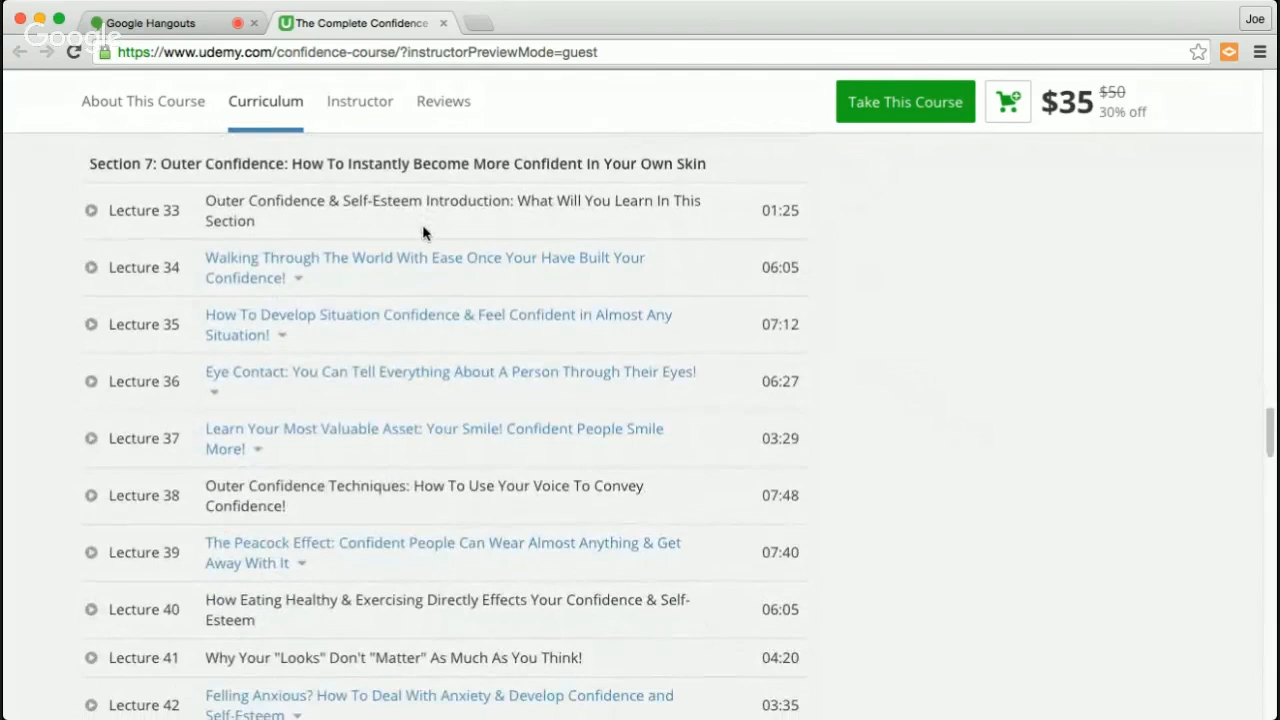 Google Hangouts
The Complete Confidence
Joe
Google
https://www.udemy.com/confidence-course/?instructorPreviewMode=guest
About This Course
Curriculum
Instructor
Reviews
Take This Course
$35
$50
30% off
Section 7: Outer Confidence: How To Instantly Become More Confident In Your Own Skin
Lecture 33
Outer Confidence & Self-Esteem Introduction: What Will You Learn In This
Section
01:25
Lecture 34
Walking Through The World With Ease Once Your Have Built Your
Confidence!
06:05
Lecture 35
How To Develop Situation Confidence & Feel Confident in Almost Any
Situation!
07:12
Lecture 36
Eye Contact: You Can Tell Everything About A Person Through Their Eyes!
06:27
Lecture 37
Learn Your Most Valuable Asset: Your Smile! Confident People Smile
More!
03:29
Lecture 38
Outer Confidence Techniques: How To Use Your Voice To Convey
Confidence!
07:48
Lecture 39
The Peacock Effect: Confident People Can Wear Almost Anything & Get
Away With It
07:40
Lecture 40
How Eating Healthy & Exercising Directly Effects Your Confidence & Self-
Esteem
06:05
Lecture 41
Why Your "Looks" Don't "Matter" As Much As You Think!
04:20
Lecture 42
Felling Anxious? How To Deal With Anxiety & Develop Confidence and
Self-Esteem
03:35